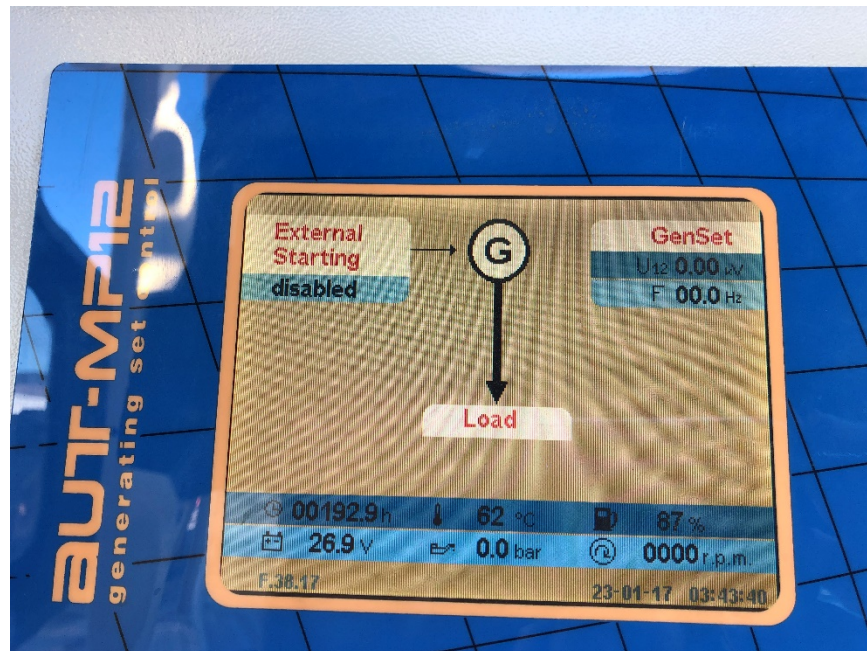 aUTT-MP12
generating set control
External
Starting
disabled
G
GenSet
U12 0.00 kV
F 00.0 Hz
Load
00192.9 h 62 °C 87 %
26.9 V 0.0 bar 0000 r.p.m.
F.38.17 23-01-17 03:43:40